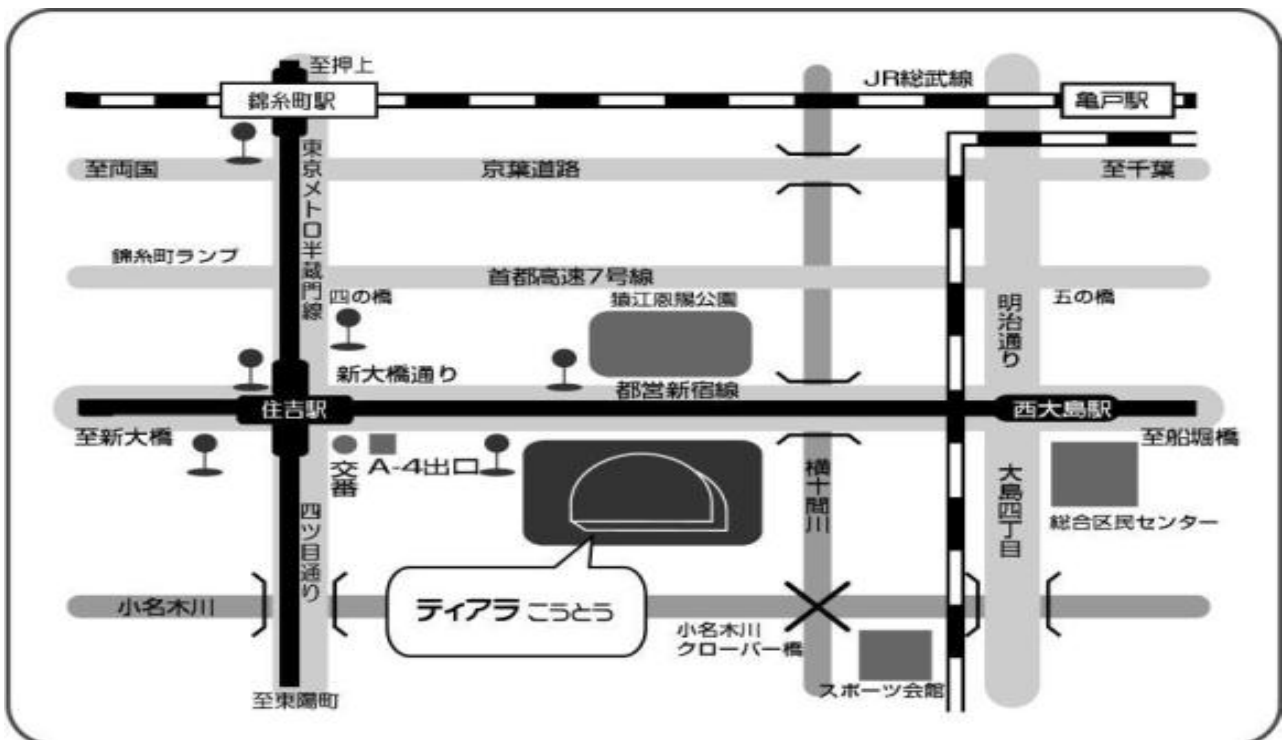 至押上
JR総武線
錦糸町駅
亀戸駅
至両国
京葉道路
至千葉
東京メトロ半蔵門線
錦糸町ランプ
首都高速7号線
四の橋
猿江恩賜公園
五の橋
明治通り
新大橋通り
都営新宿線
住吉駅
西大島駅
至新大橋
至船堀橋
交番
A-4出口
横十間川
大島四丁目
総合区民センター
四ツ目通り
小名木川
ティアラこうとう
小名木川
クローバー橋
スポーツ会館
至東陽町